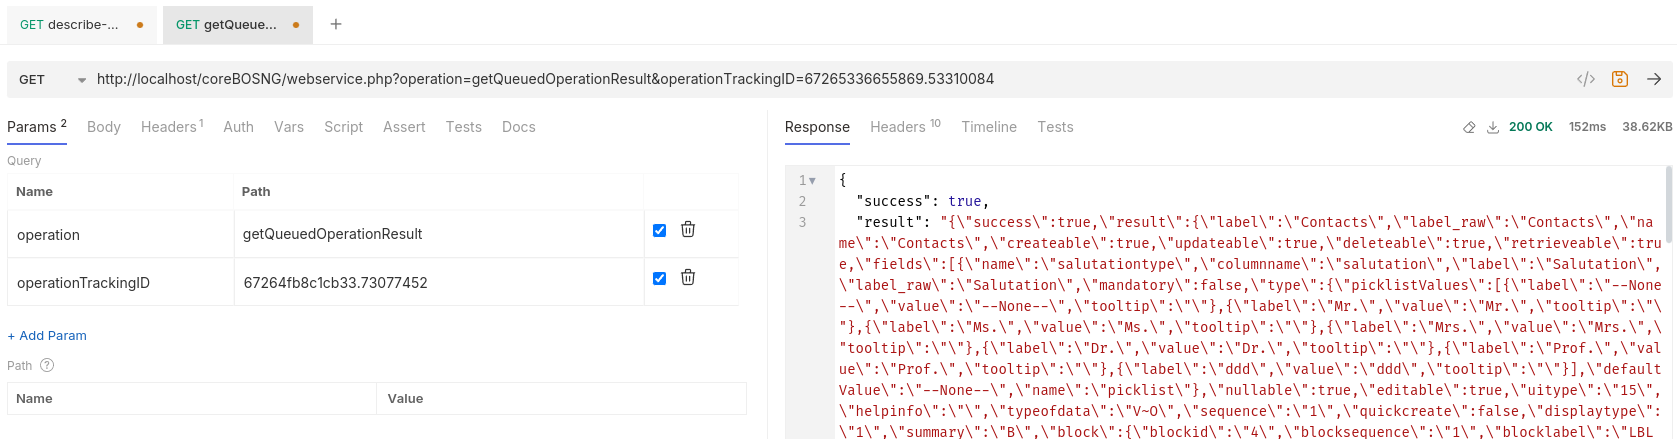 GET describe-...
GET getQueue...
GET
http://localhost/coreBOSNG/webservice.php?operation=getQueuedOperationResult&operationTrackingID=67265336655869.53310084
</>
Params 2 Body Headers 1 Auth Vars Script Assert Tests Docs
Query
Name Path
operation getQueuedOperationResult
operationTrackingID 67264fb8c1cb33.73077452
+ Add Param
Path ?
Name Value
Response Headers 10 Timeline Tests 200 OK 152ms 38.62KB
1 {
2 "success": true,
3 "result": "{\"success\":true,\"result\":{\"label\":\"Contacts\",\"label_raw\":\"Contacts\",\"na
me\":\"Contacts\",\"createable\":true,\"updateable\":true,\"deleteable\":true,\"retrieveable\":tru
e,\"fields\":[{\"name\":\"salutationtype\",\"columnname\":\"salutation\",\"label\":\"Salutation\",
\"label_raw\":\"Salutation\",\"mandatory\":false,\"type\":{\"picklistValues\":[{\"label\":\"--None
--\",\"value\":\"--None--\",\"tooltip\":\"\"},{\"label\":\"Mr.\",\"value\":\"Mr.\",\"tooltip\":\"\
"},{\"label\":\"Ms.\",\"value\":\"Ms.\",\"tooltip\":\"\"},{\"label\":\"Mrs.\",\"value\":\"Mrs.\",\
"tooltip\":\"\"},{\"label\":\"Dr.\",\"value\":\"Dr.\",\"tooltip\":\"\"},{\"label\":\"Prof.\",\"val
ue\":\"Prof.\",\"tooltip\":\"\"},{\"label\":\"ddd\",\"value\":\"ddd\",\"tooltip\":\"\"}],\"default
Value\":\"--None--\",\"name\":\"picklist\"},\"nullable\":true,\"editable\":true,\"uitype\":\"15\",
\"helpinfo\":\"\",\"typeofdata\":\"V~O\",\"sequence\":\"1\",\"quickcreate\":false,\"displaytype\":
\"1\",\"summary\":\"B\",\"block\":{\"blockid\":\"4\",\"blocksequence\":\"1\",\"blocklabel\":\"LBL